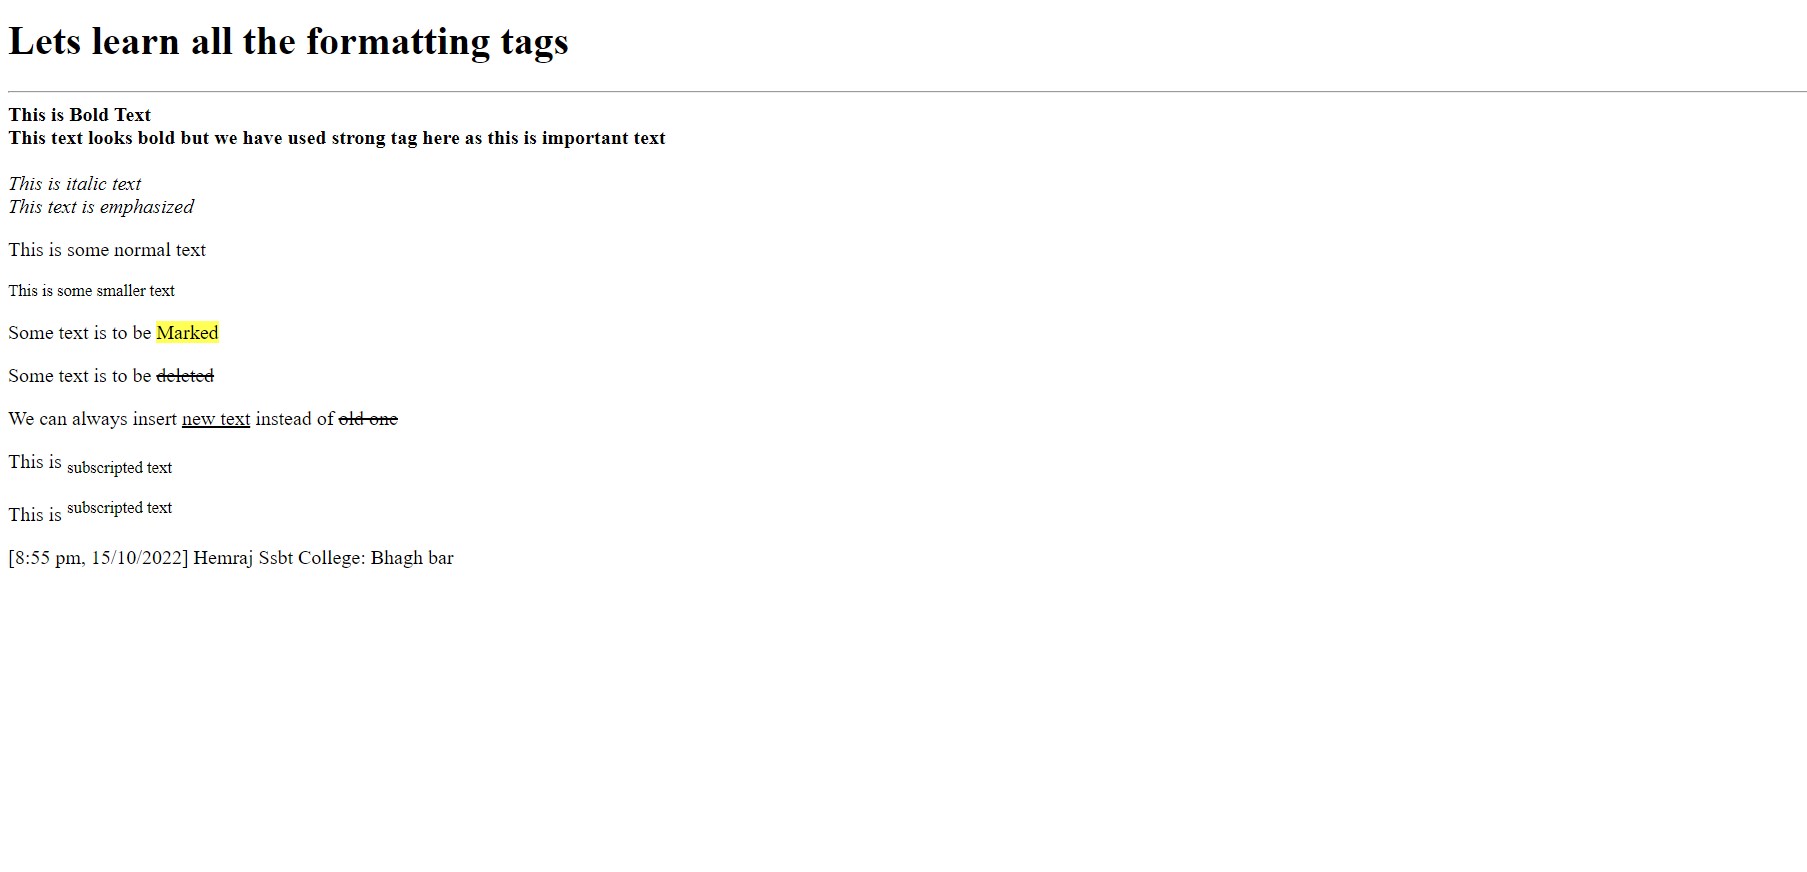 Lets learn all the formatting tags
This is Bold Text
This text looks bold but we have used strong tag here as this is important text
This is italic text
This text is emphasized
This is some normal text
This is some smaller text
Some text is to be Marked
Some text is to be deleted
We can always insert new text instead of old one
This is subscripted text
This is subscripted text
[8:55 pm, 15/10/2022] Hemraj Ssbt College: Bhagh bar